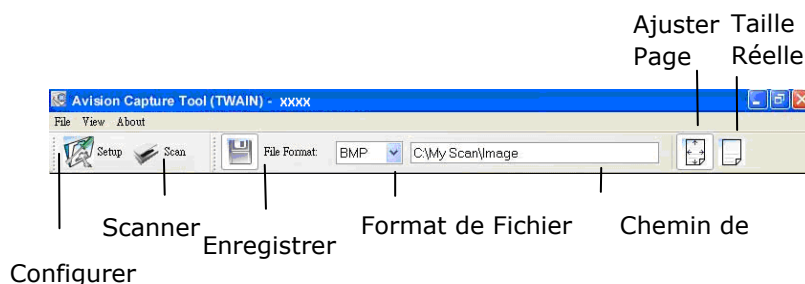 Ajuster Taille
Page Réelle
Avision Capture Tool (TWAIN) - xxxx
File View About
Setup Scan File Format: BMP C:\My Scan\Image
Scanner Enregistrer Format de Fichier Chemin de
Configurer